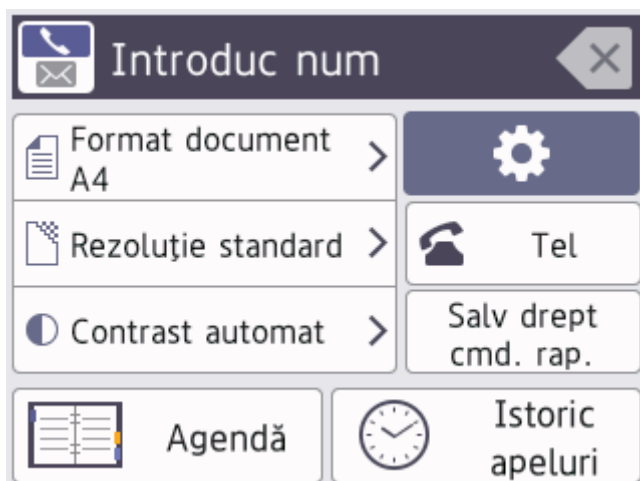 Introduc num
Format document
A4
Rezoluţie standard
Tel
Contrast automat
Salv drept
cmd. rap.
Agendă
Istoric
apeluri